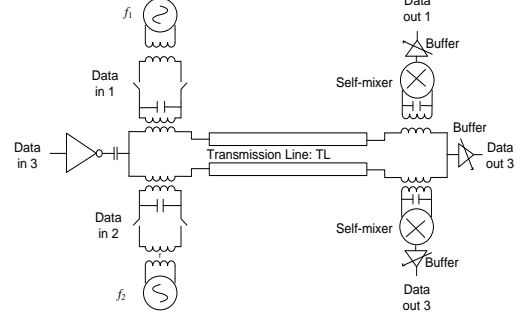 f1
Data
out 1
Buffer
Data
in 1
Self-mixer
Buffer
Data
in 3
Transmission Line: TL
Data
out 3
Data
in 2
Self-mixer
Buffer
f2
Data
out 3